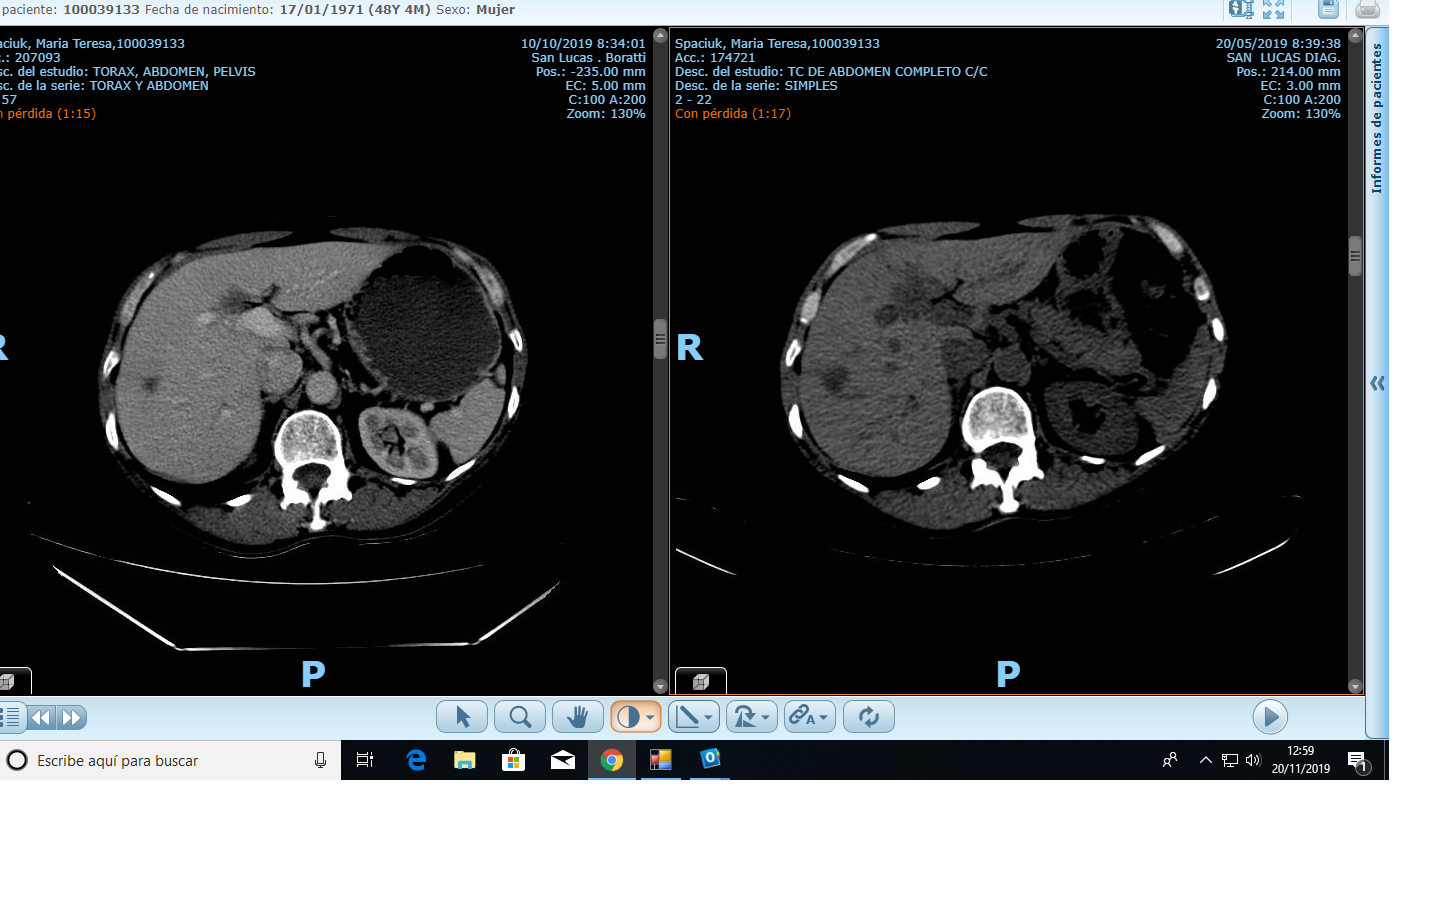 paciente: 100039133 Fecha de nacimiento: 17/01/1971 (48Y 4M) Sexo: Mujer
aciuk, Maria Teresa,100039133
.: 207093
sc. del estudio: TORAX, ABDOMEN, PELVIS
sc. de la serie: TORAX Y ABDOMEN
57
n pérdida (1:15)
10/10/2019 8:34:01
San Lucas . Boratti
Pos.: -235.00 mm
EC: 5.00 mm
C:100 A:200
Zoom: 130%
R
P
Spaciuk, Maria Teresa,100039133
Acc.: 174721
Desc. del estudio: TC DE ABDOMEN COMPLETO C/C
Desc. de la serie: SIMPLES
2 - 22
Con pérdida (1:17)
20/05/2019 8:39:38
SAN LUCAS DIAG.
Pos.: 214.00 mm
EC: 3.00 mm
C:100 A:200
Zoom: 130%
R
P
Informes de pacientes
A
Escribe aquí para buscar
12:59
20/11/2019
1